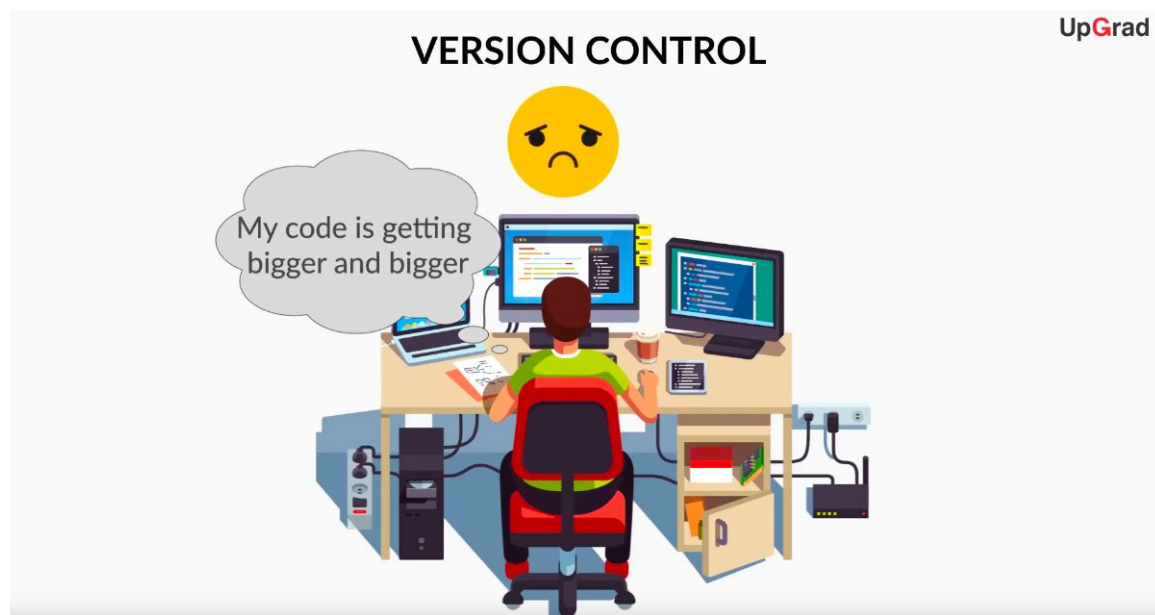 UpGrad
VERSION CONTROL
My code is getting
bigger and bigger